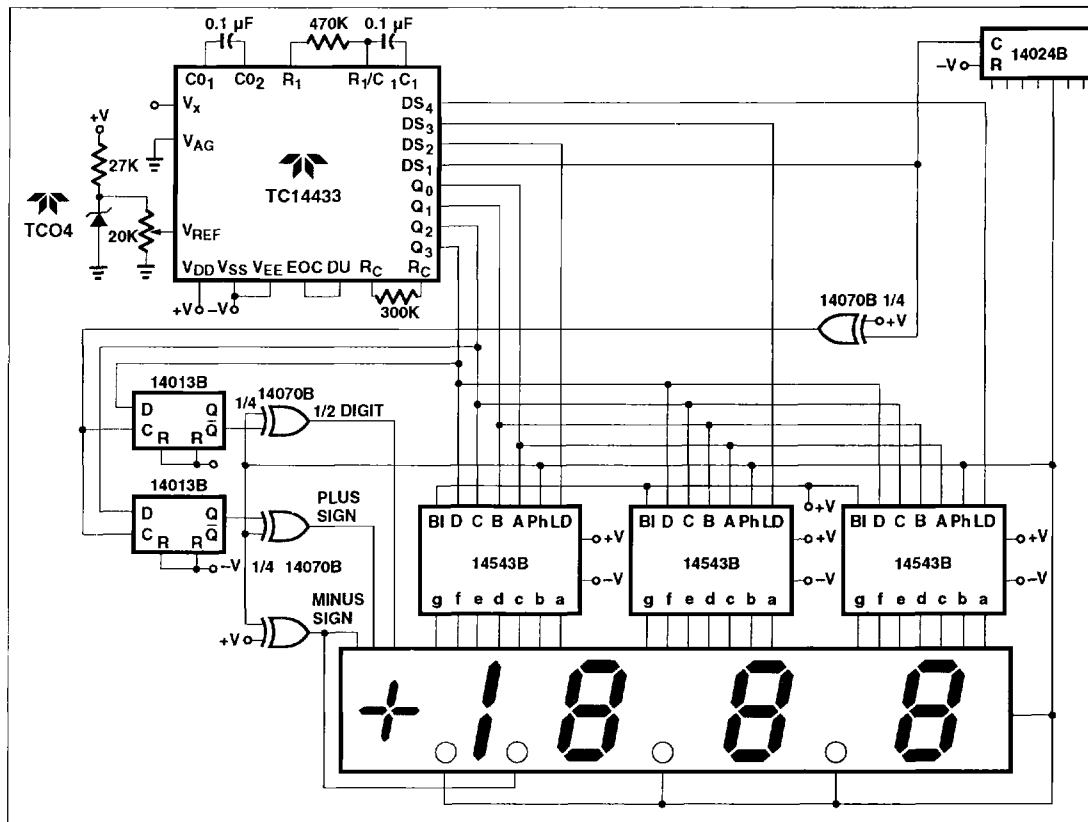 0.1 µF 470K 0.1 µF
CO1 CO2 R1 R1/C1 C1
C 14024B
–V R
VX
DS4
DS3
+V
VAG
DS2
27K
DS1
TC14433
Q0
TCO4
Q1
20K
VREF
Q2
Q3
VDD VSS VEE EOC DU RC RC
+V –V 300K
14070B 1/4
+V
14013B
D Q
C Q̅
R R
1/4 14070B
1/2 DIGIT
14013B
D Q
C Q̅
R R
–V
PLUS
SIGN
1/4 14070B
MINUS
SIGN
+V
BI D C B A Ph LD
14543B
g f e d c b a
+V
–V
BI D C B A Ph LD
14543B
g f e d c b a
+V
+V
–V
BI D C B A Ph LD
14543B
g f e d c b a
+V
–V
+1 8 8 8